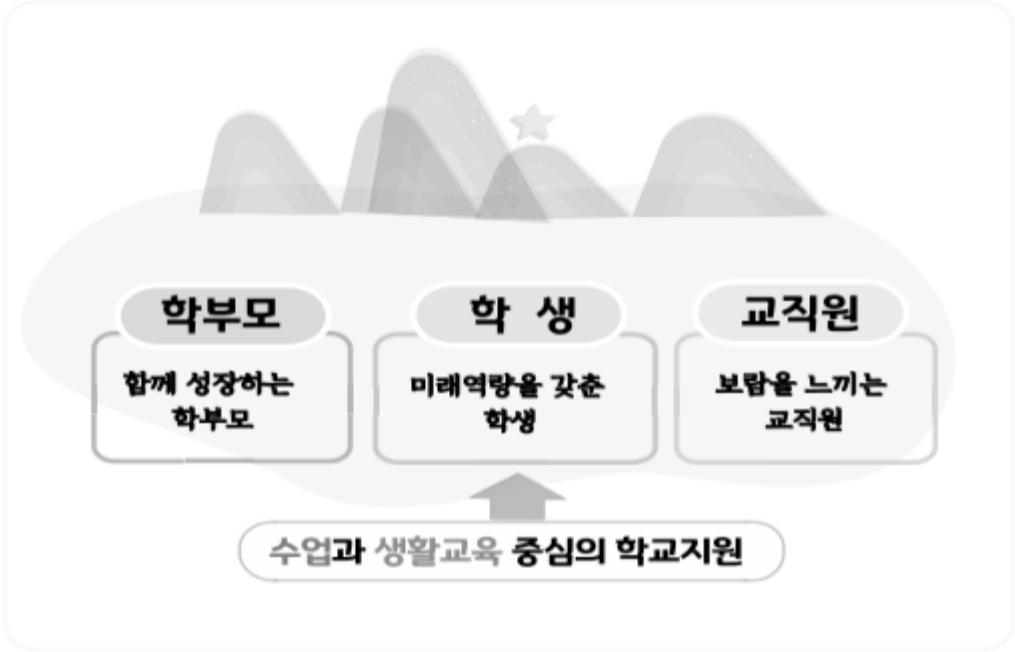 학부모
함께 성장하는
학부모
학 생
미래역량을 갖춘
학생
교직원
보람을 느끼는
교직원
수업과 생활교육 중심의 학교지원